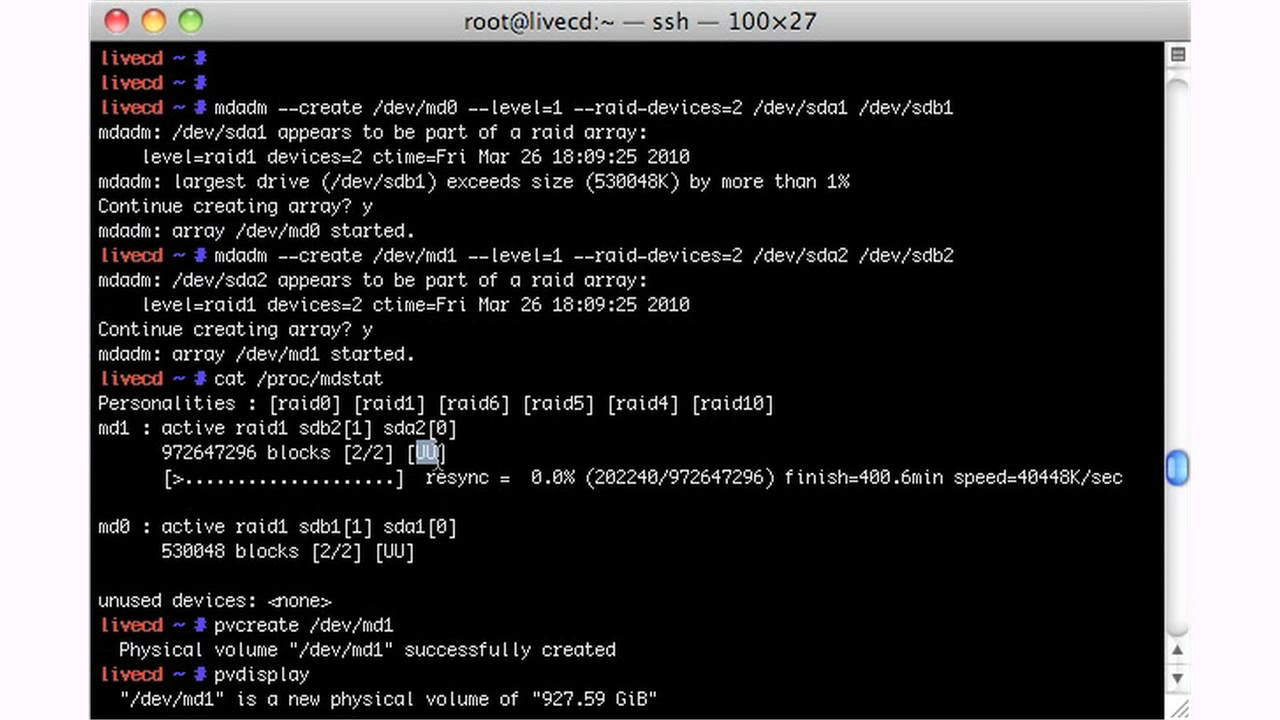 root@livecd:~ — ssh — 100×27
livecd ~ #
livecd ~ #
livecd ~ # mdadm --create /dev/md0 --level=1 --raid-devices=2 /dev/sda1 /dev/sdb1
mdadm: /dev/sda1 appears to be part of a raid array:
    level=raid1 devices=2 ctime=Fri Mar 26 18:09:25 2010
mdadm: largest drive (/dev/sdb1) exceeds size (530048K) by more than 1%
Continue creating array? y
mdadm: array /dev/md0 started.
livecd ~ # mdadm --create /dev/md1 --level=1 --raid-devices=2 /dev/sda2 /dev/sdb2
mdadm: /dev/sda2 appears to be part of a raid array:
    level=raid1 devices=2 ctime=Fri Mar 26 18:09:25 2010
Continue creating array? y
mdadm: array /dev/md1 started.
livecd ~ # cat /proc/mdstat
Personalities : [raid0] [raid1] [raid6] [raid5] [raid4] [raid10]
md1 : active raid1 sdb2[1] sda2[0]
      972647296 blocks [2/2] [UU]
      [>....................]  resync =  0.0% (202240/972647296) finish=400.6min speed=40448K/sec
md0 : active raid1 sdb1[1] sda1[0]
      530048 blocks [2/2] [UU]
unused devices: <none>
livecd ~ # pvcreate /dev/md1
  Physical volume "/dev/md1" successfully created
livecd ~ # pvdisplay
  "/dev/md1" is a new physical volume of "927.59 GiB"